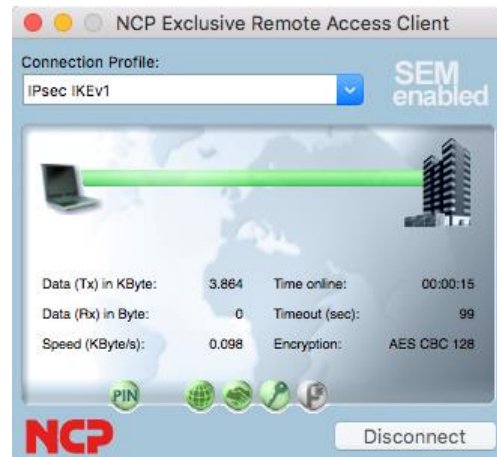 NCP Exclusive Remote Access Client
Connection Profile:
IPsec IKEv1
SEM
enabled
Data (Tx) in KByte: 3.864 Time online: 00:00:15
Data (Rx) in Byte: 0 Timeout (sec): 99
Speed (KByte/s): 0.098 Encryption: AES CBC 128
PIN
NCP
Disconnect